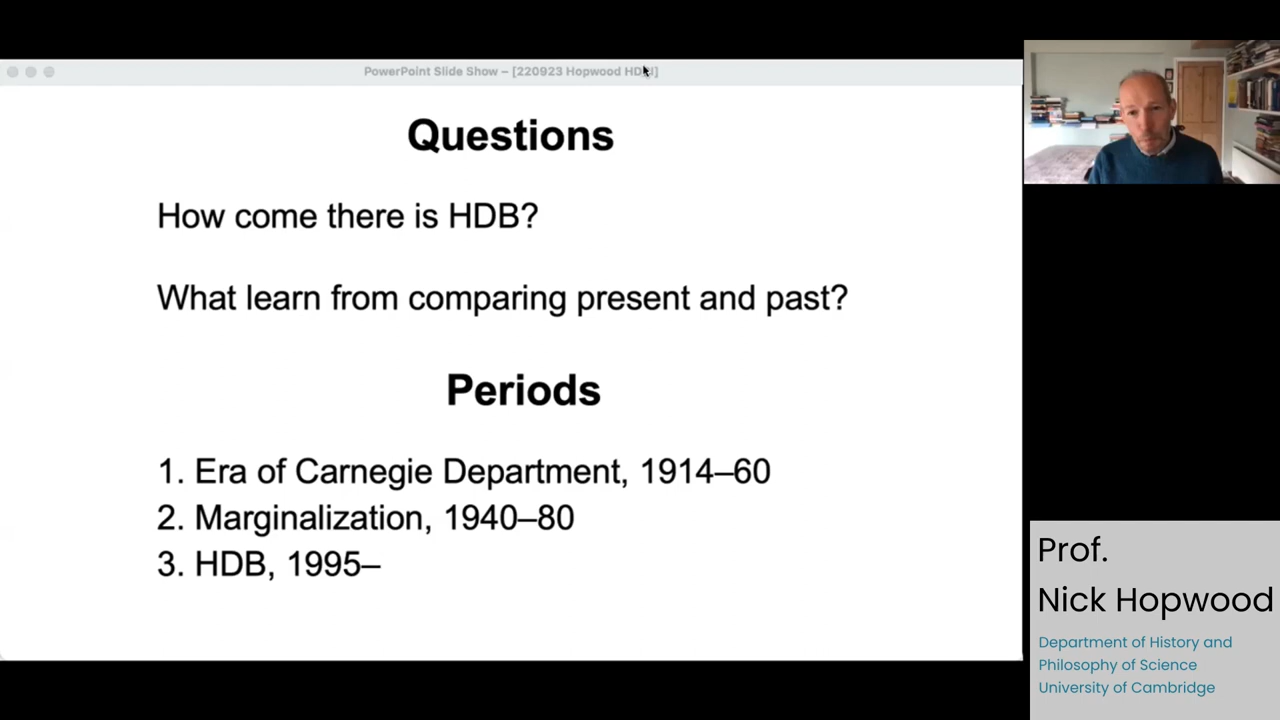 PowerPoint Slide Show – [220923 Hopwood HD
Questions
How come there is HDB?
What learn from comparing present and past?
Periods
1. Era of Carnegie Department, 1914–60
2. Marginalization, 1940–80
3. HDB, 1995–
Prof.
Nick Hopwood
Department of History and
Philosophy of Science
University of Cambridge